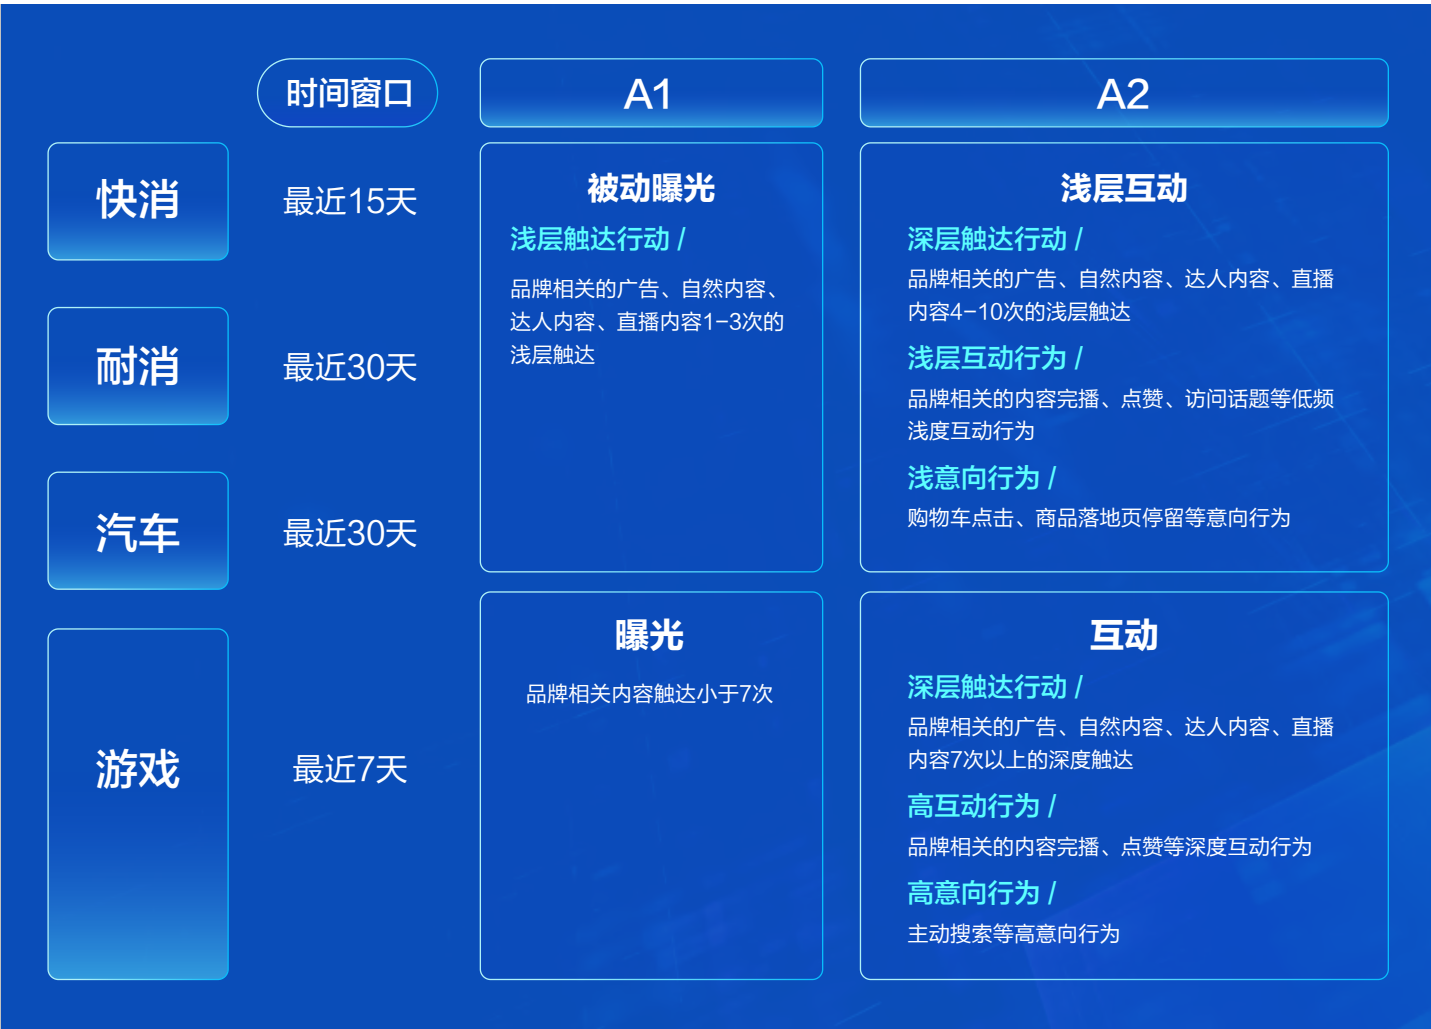 时间窗口
A1
A2
快消
最近15天
耐消
最近30天
汽车
最近30天
被动曝光
浅层触达行动 /
品牌相关的广告、自然内容、
达人内容、直播内容1-3次的
浅层触达
浅层互动
深层触达行动 /
品牌相关的广告、自然内容、达人内容、直播
内容4-10次的浅层触达
浅层互动行为 /
品牌相关的内容完播、点赞、访问话题等低频
浅度互动行为
浅意向行为 /
购物车点击、商品落地页停留等意向行为
游戏
最近7天
曝光
品牌相关内容触达小于7次
互动
深层触达行动 /
品牌相关的广告、自然内容、达人内容、直播
内容7次以上的深度触达
高互动行为 /
品牌相关的内容完播、点赞等深度互动行为
高意向行为 /
主动搜索等高意向行为